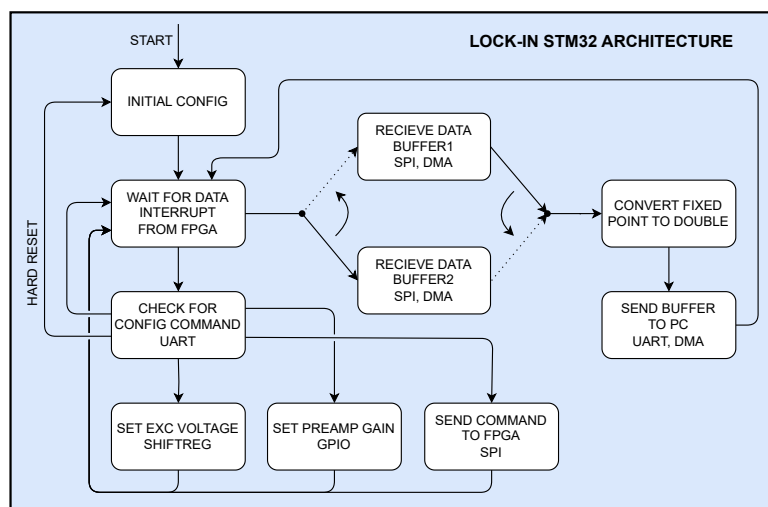 START
LOCK-IN STM32 ARCHITECTURE
INITIAL CONFIG
RECIEVE DATA
BUFFER1
SPI, DMA
WAIT FOR DATA
INTERRUPT
FROM FPGA
CONVERT FIXED
POINT TO DOUBLE
RECIEVE DATA
BUFFER2
SPI, DMA
HARD RESET
CHECK FOR
CONFIG COMMAND
UART
SEND BUFFER
TO PC
UART, DMA
SET EXC VOLTAGE
SHIFTREG
SET PREAMP GAIN
GPIO
SEND COMMAND
TO FPGA
SPI